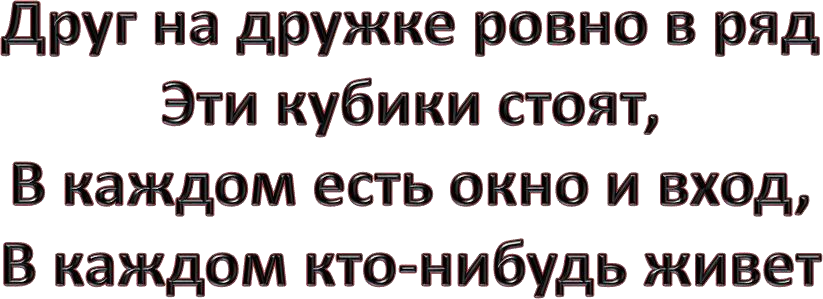 Друг на дружке ровно в ряд
Эти кубики стоят,
В каждом есть окно и вход,
В каждом кто-нибудь живет